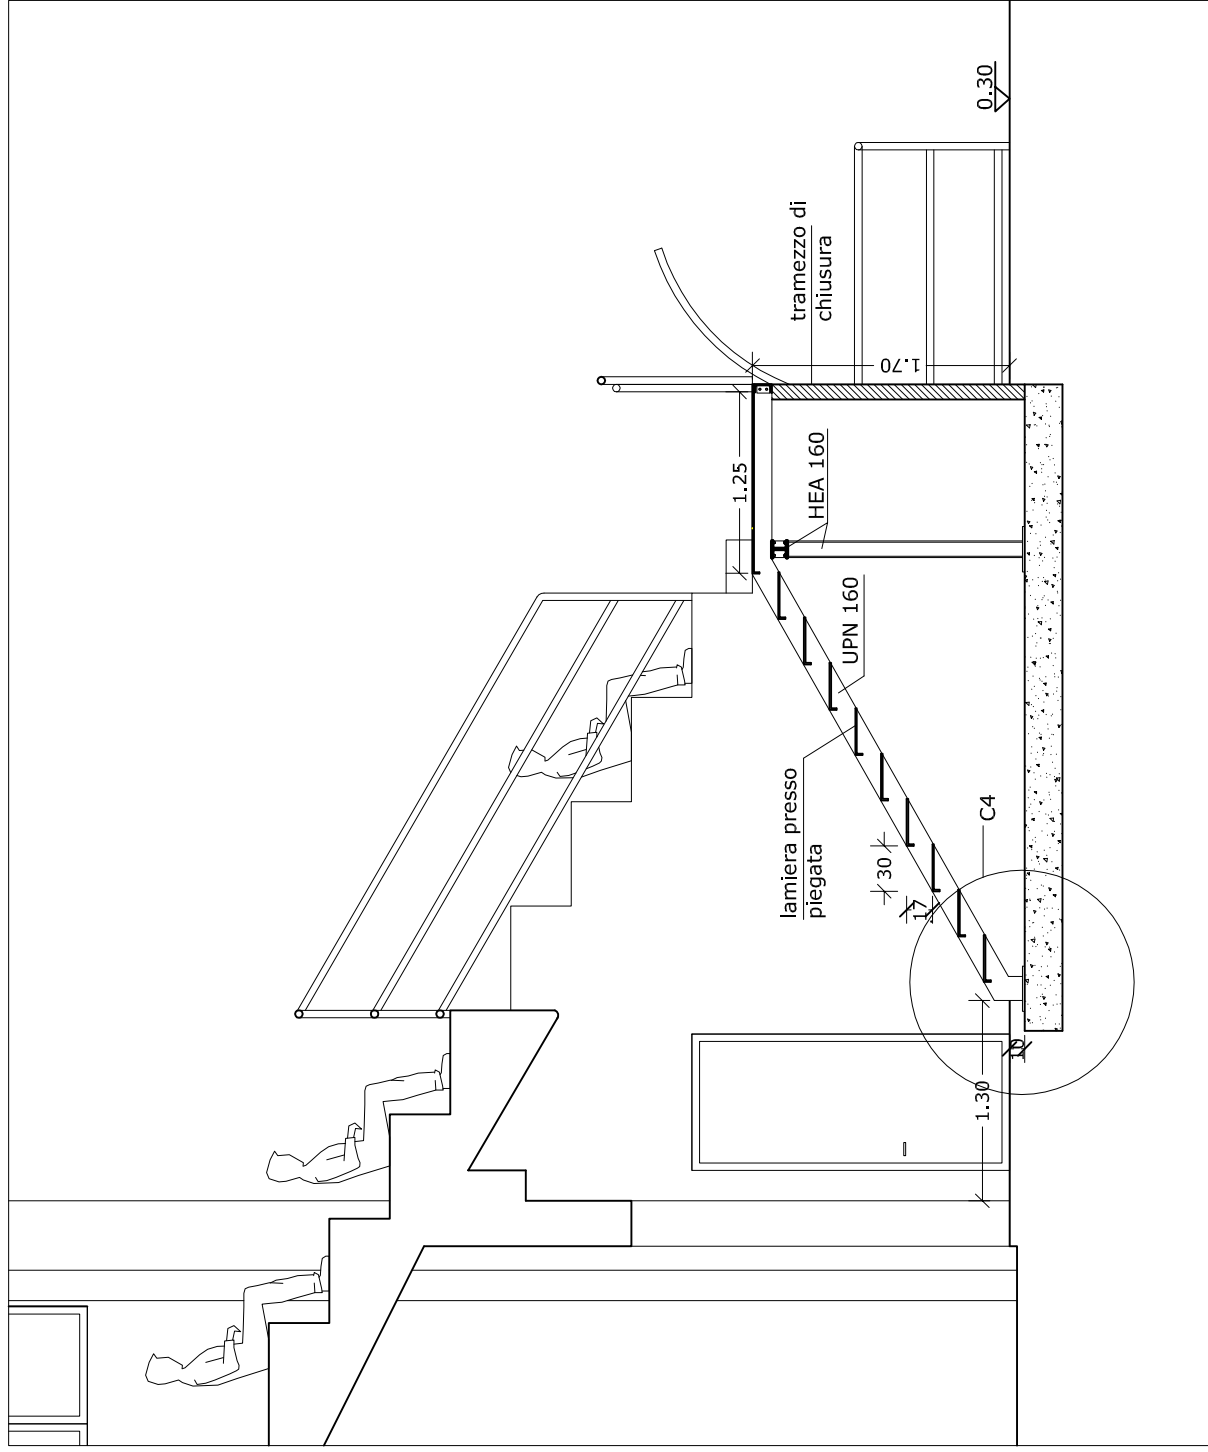 0.30
tramezzo di
chiusura
1.70
1.25
HEA 160
UPN 160
lamiera presso
piegata
30
17
C4
10
1.30